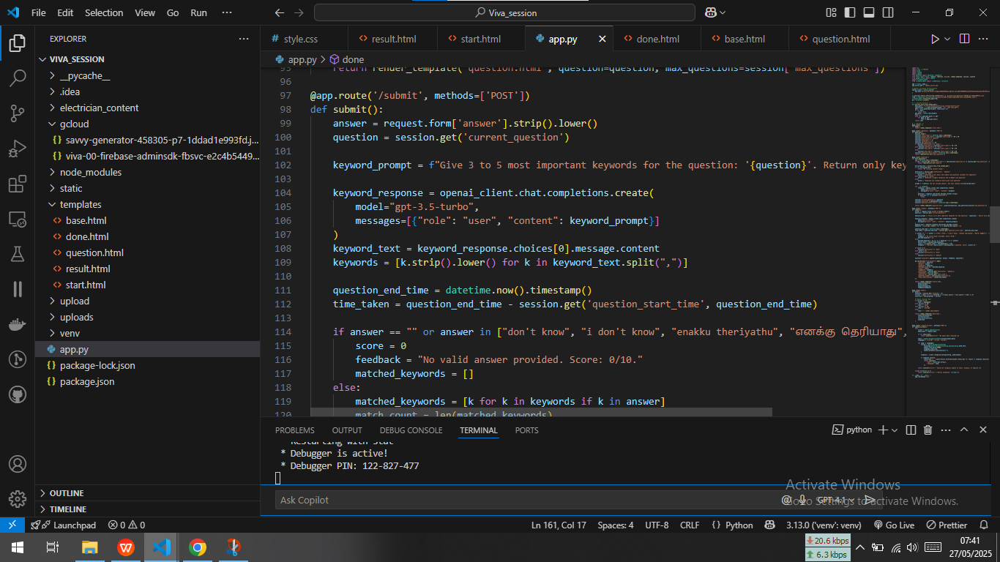 File Edit Selection View Go Run ··· Viva_session
EXPLORER ···
style.css result.html start.html app.py done.html base.html question.html
VIVA_SESSION
__pycache__
.idea
electrician_content
gcloud
savvy-generator-458305-p7-1ddad1e993fd.j...
viva-00-firebase-adminsdk-fbsvc-e2c4b5449...
node_modules
static
templates
base.html
done.html
question.html
result.html
start.html
upload
uploads
venv
app.py
package-lock.json
package.json
OUTLINE
TIMELINE
app.py > done
95 return render_template('question.html', question=question, max_questions=session['max_questions'])
96
97 @app.route('/submit', methods=['POST'])
98 def submit():
99 answer = request.form['answer'].strip().lower()
100 question = session.get('current_question')
101
102 keyword_prompt = f"Give 3 to 5 most important keywords for the question: '{question}'. Return only key
103
104 keyword_response = openai_client.chat.completions.create(
105 model="gpt-3.5-turbo",
106 messages=[{"role": "user", "content": keyword_prompt}]
107 )
108 keyword_text = keyword_response.choices[0].message.content
109 keywords = [k.strip().lower() for k in keyword_text.split(",")]
110
111 question_end_time = datetime.now().timestamp()
112 time_taken = question_end_time - session.get('question_start_time', question_end_time)
113
114 if answer == "" or answer in ["don't know", "i don't know", "enakku theriyathu", "எனக்கு தெரியாது",
115 score = 0
116 feedback = "No valid answer provided. Score: 0/10."
117 matched_keywords = []
118 else:
119 matched_keywords = [k for k in keywords if k in answer]
120 match_count = len(matched_keywords)
PROBLEMS OUTPUT DEBUG CONSOLE TERMINAL PORTS python
* Restarting with stat
* Debugger is active!
* Debugger PIN: 122-827-477
Ask Copilot GPT-4.1
Activate Windows
Go to Settings to activate Windows.
Launchpad 0 0 Ln 161, Col 17 Spaces: 4 UTF-8 CRLF Python 3.13.0 ('venv': venv) Go Live Prettier
20.6 kbps
6.3 kbps
07:41
27/05/2025